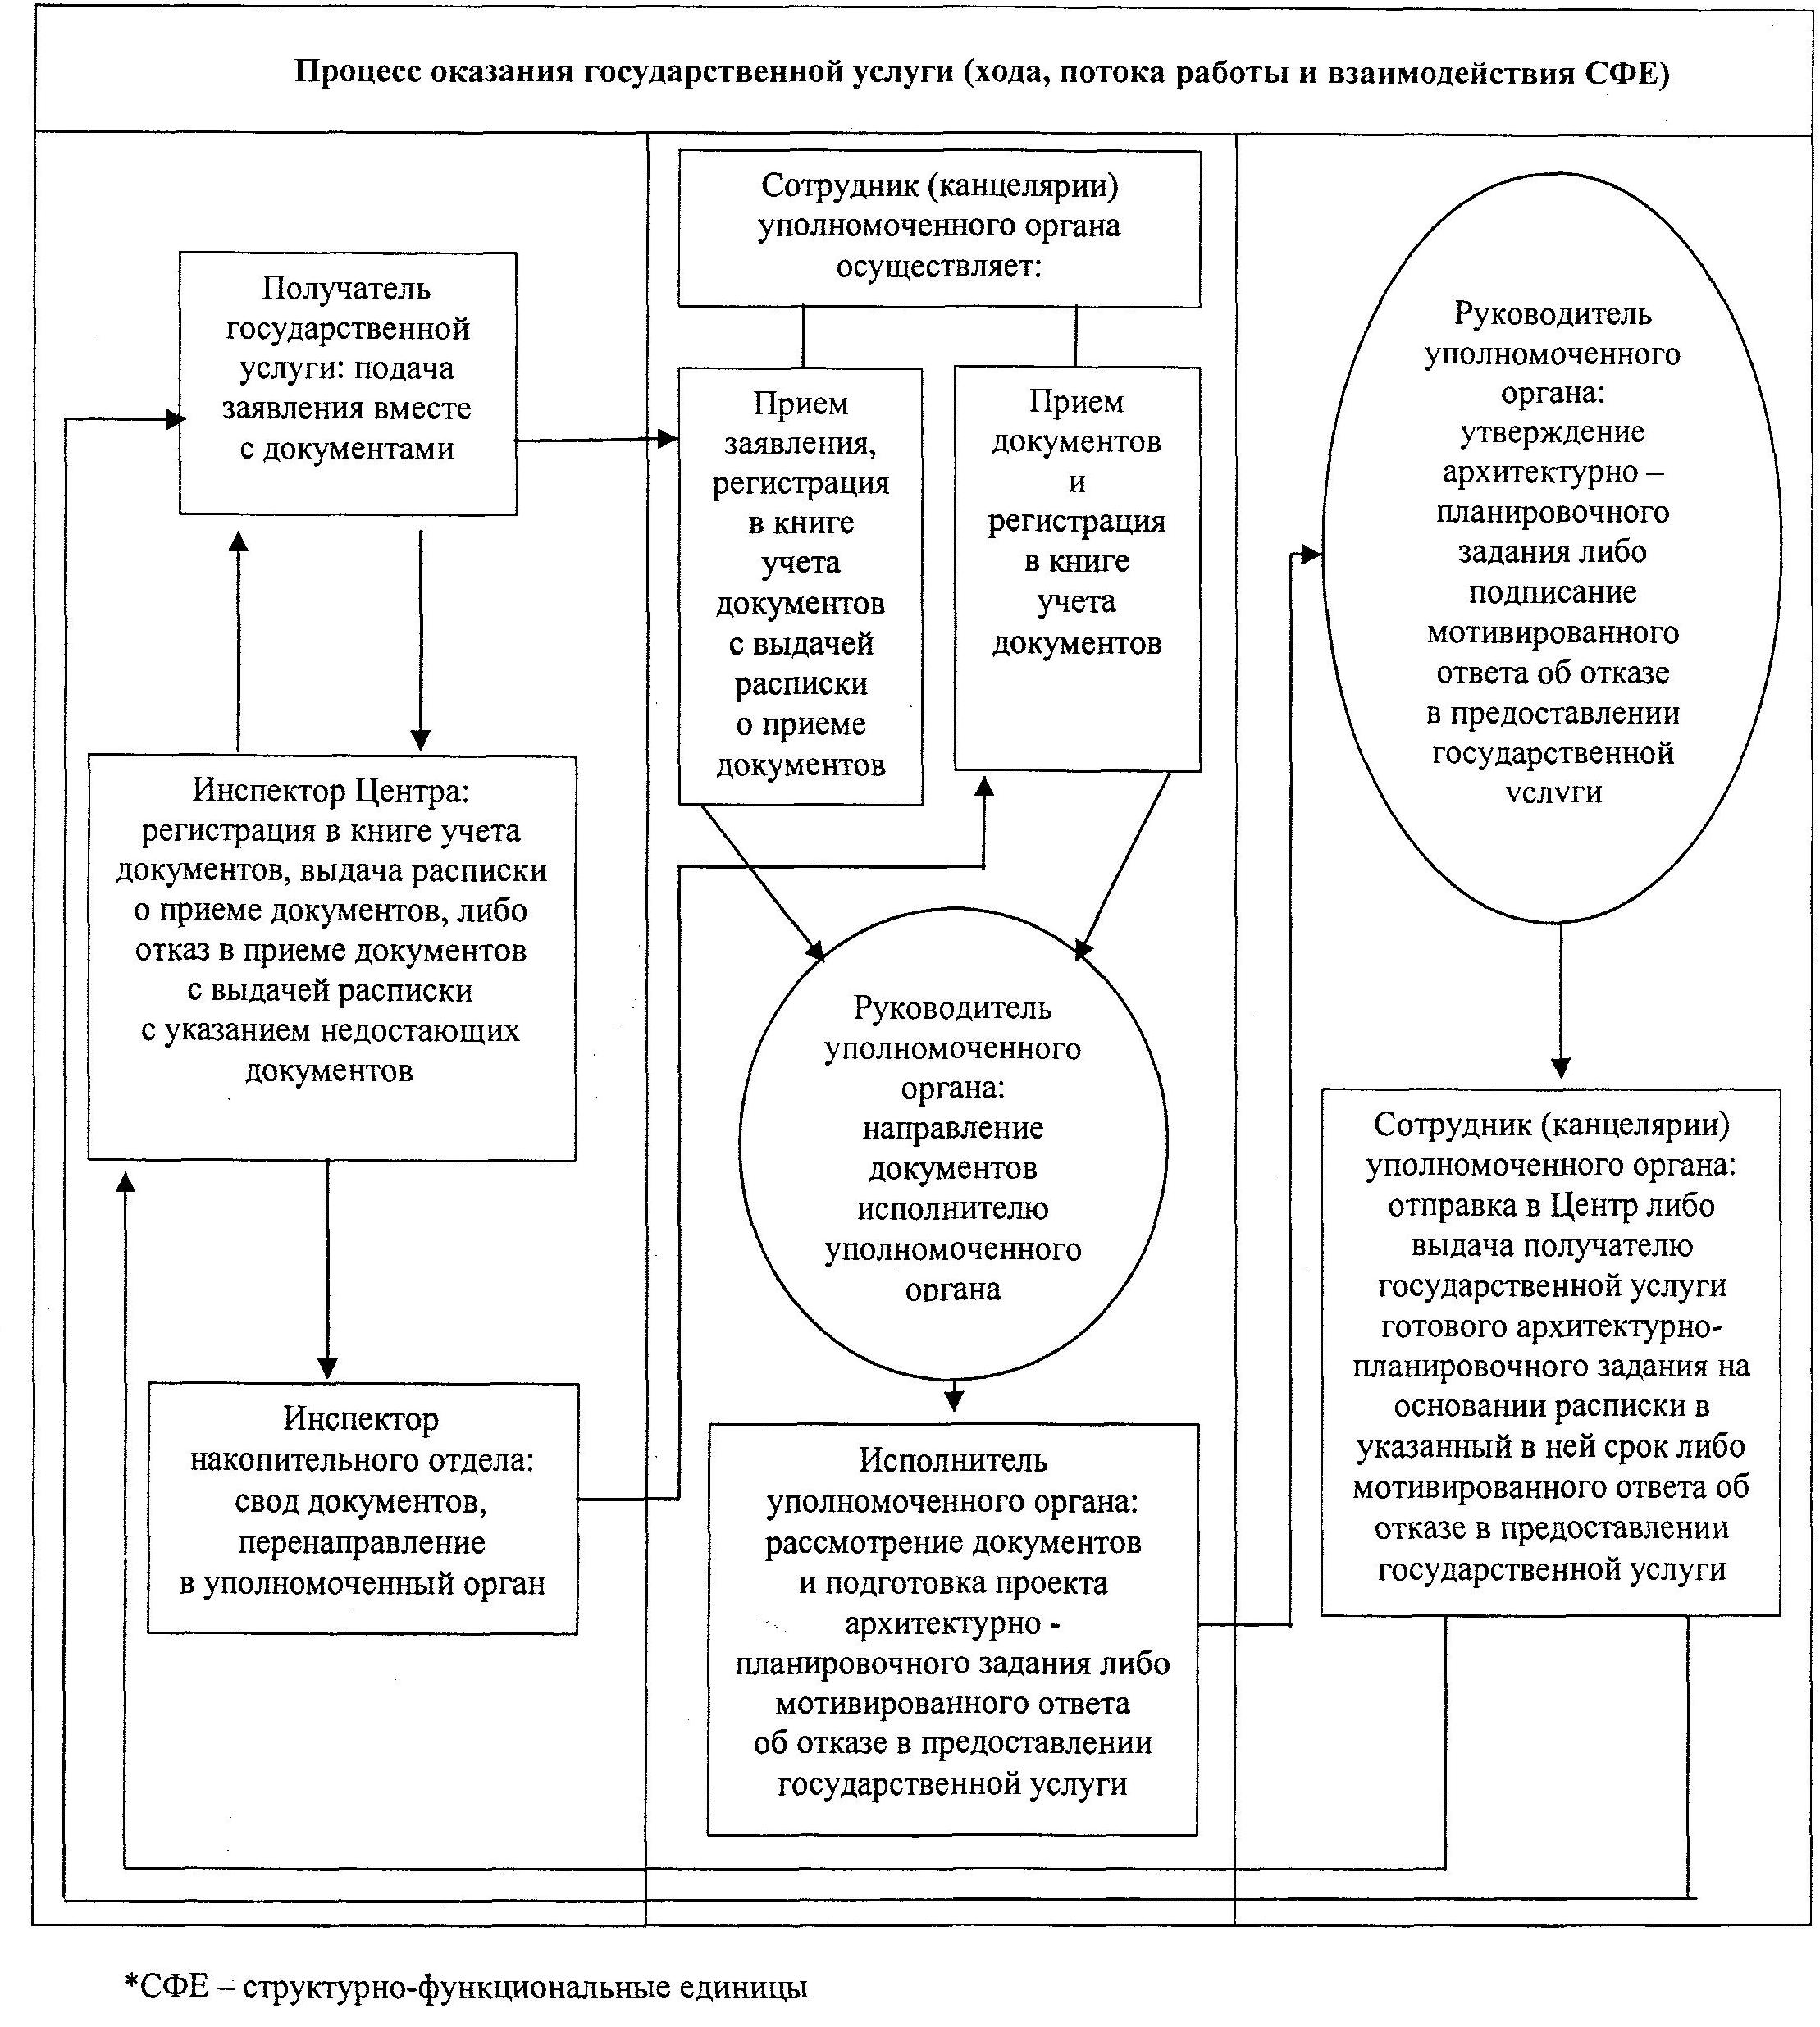 Процесс оказания государственной услуги (хода, потока работы и взаимодействия СФЕ)
Получатель
государственной
услуги: подача
заявления вместе
с документами
Инспектор Центра:
регистрация в книге учета
документов, выдача расписки
о приеме документов, либо
отказ в приеме документов
с выдачей расписки
с указанием недостающих
документов
Инспектор
накопительного отдела:
свод документов,
перенаправление
в уполномоченный орган
Сотрудник (канцелярии)
уполномоченного органа
осуществляет:
Прием
заявления,
регистрация
в книге
учета
документов
с выдачей
расписки
о приеме
документов
Прием
документов
и
регистрация
в книге
учета
документов
Руководитель
уполномоченного
органа:
направление
документов
исполнителю
уполномоченного
органа
Исполнитель
уполномоченного органа:
рассмотрение документов
и подготовка проекта
архитектурно -
планировочного задания либо
мотивированного ответа
об отказе в предоставлении
государственной услуги
Руководитель
уполномоченного
органа:
утверждение
архитектурно –
планировочного
задания либо
подписание
мотивированного
ответа об отказе
в предоставлении
государственной
услуги
Сотрудник (канцелярии)
уполномоченного органа:
отправка в Центр либо
выдача получателю
государственной услуги
готового архитектурно-
планировочного задания на
основании расписки в
указанный в ней срок либо
мотивированного ответа об
отказе в предоставлении
государственной услуги
*СФЕ – структурно-функциональные единицы